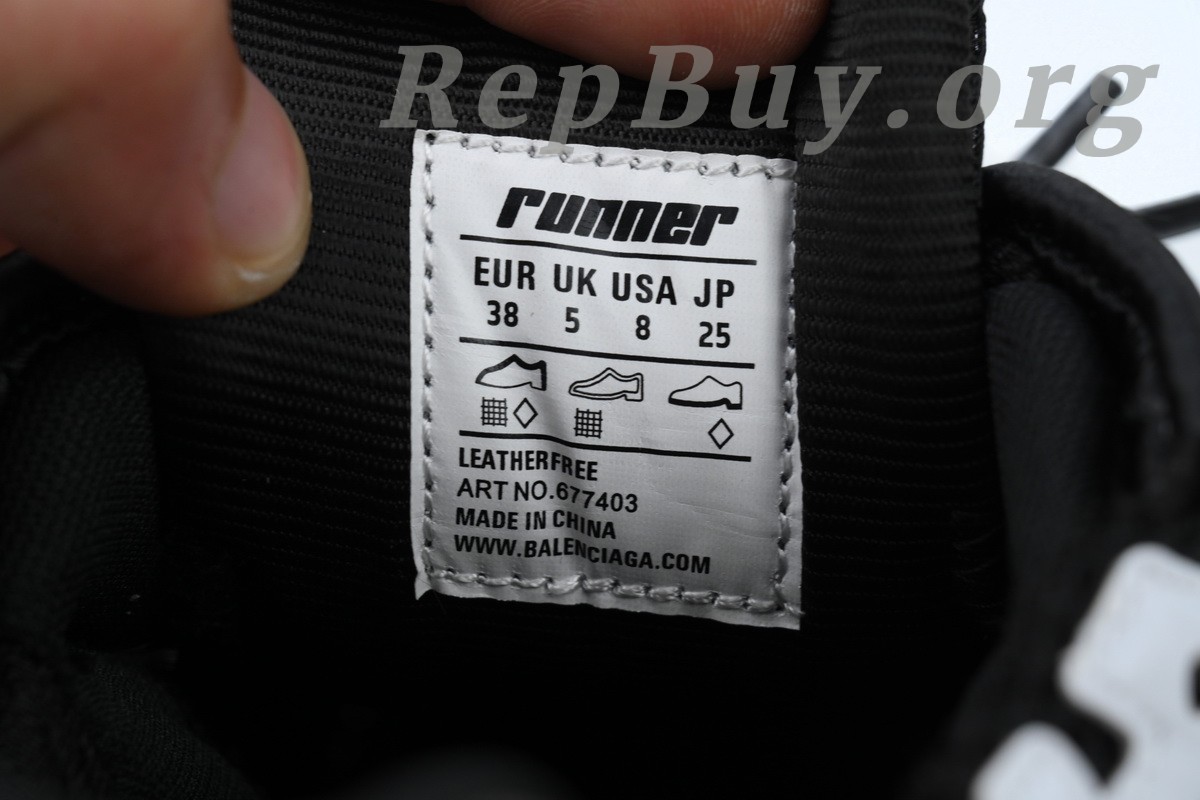 RepBuy.org
runner
EUR UK USA JP
38 5 8 25
LEATHERFREE
ART NO.677403
MADE IN CHINA
WWW.BALENCIAGA.COM